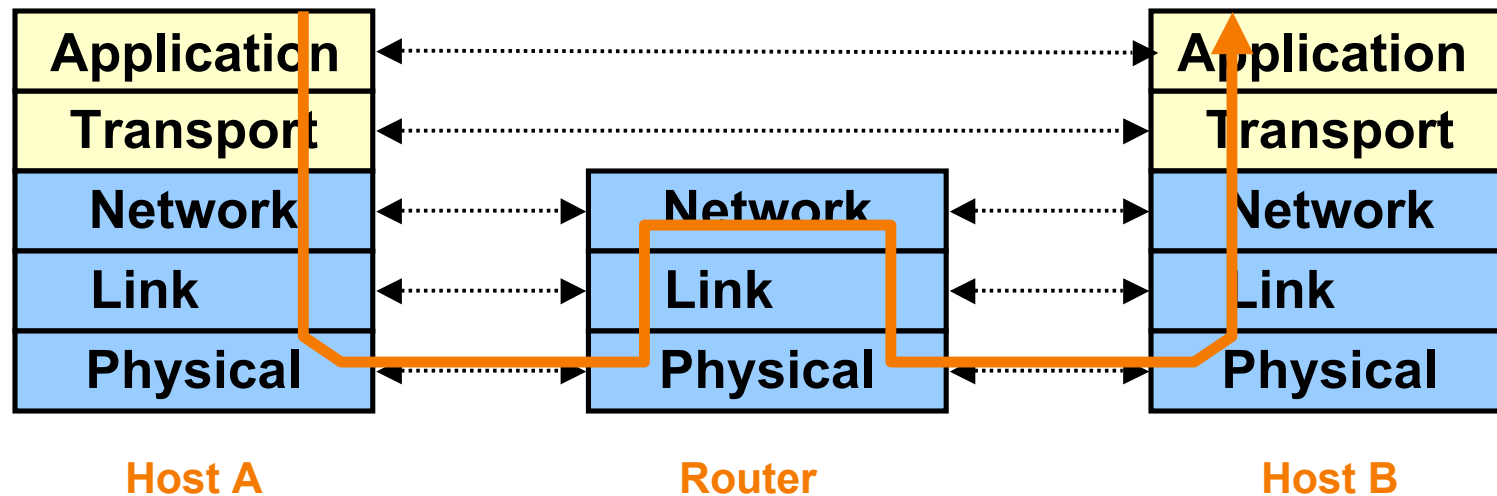 Application Application
Transport Transport
Network Network Network
Link Link Link
Physical Physical Physical
Host A Router Host B